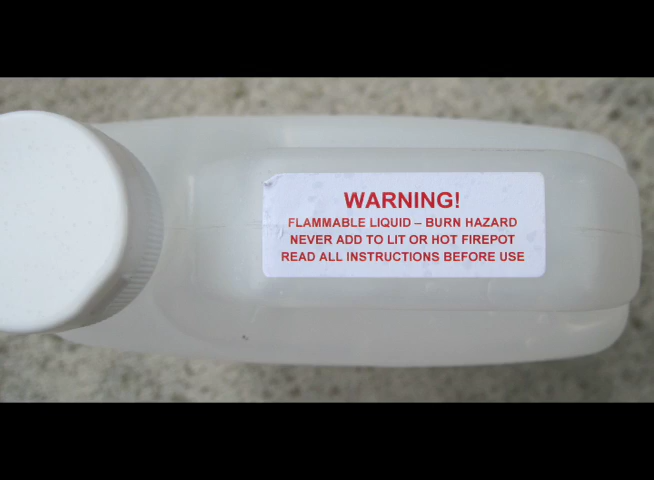 WARNING!
FLAMMABLE LIQUID – BURN HAZARD
NEVER ADD TO LIT OR HOT FIREPOT
READ ALL INSTRUCTIONS BEFORE USE